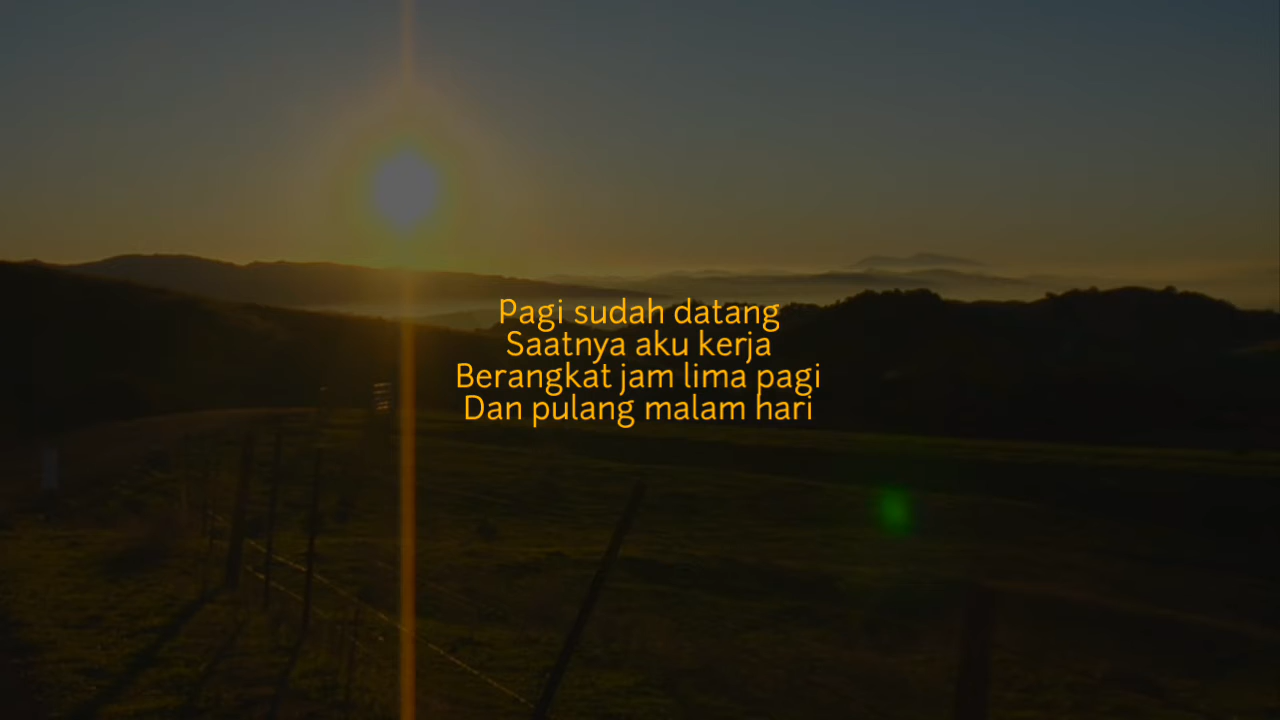 Pagi sudah datang
Saatnya aku kerja
Berangkat jam lima pagi
Dan pulang malam hari